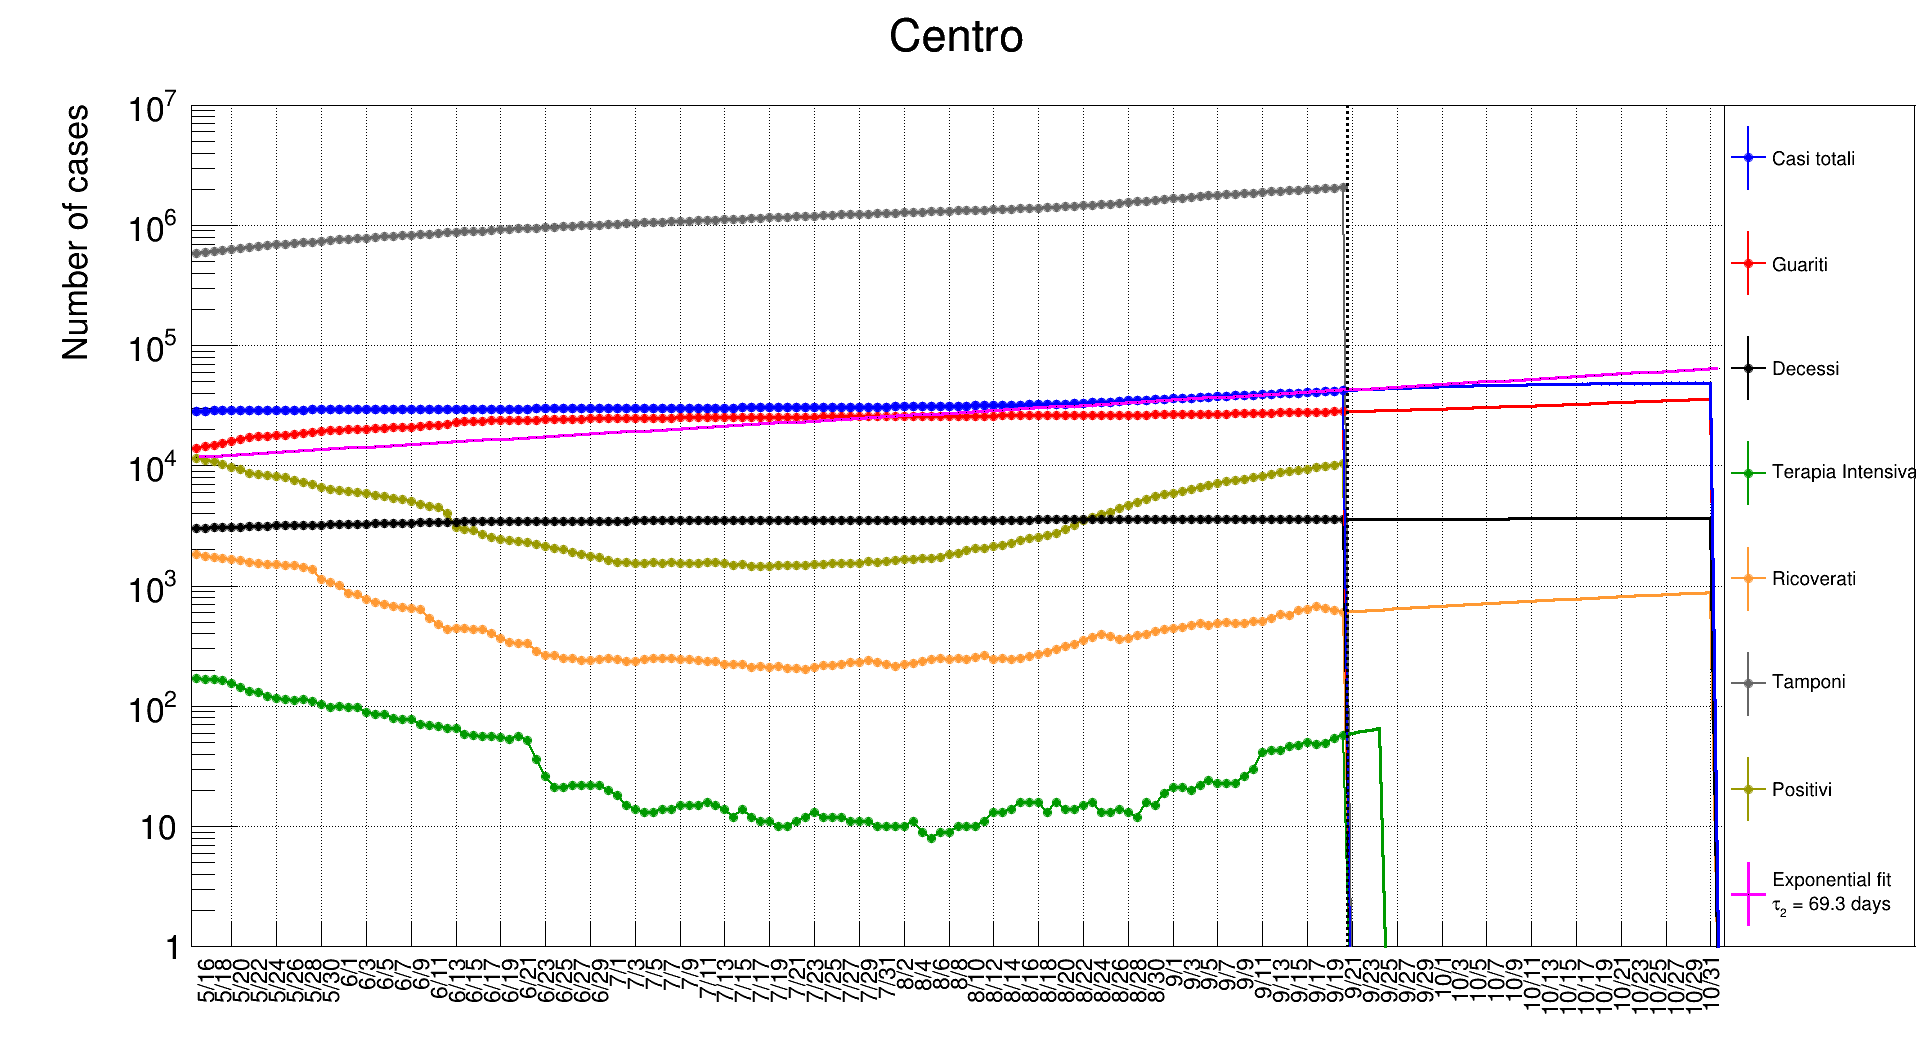 Centro
Number of cases
10^7
10^6
10^5
10^4
10^3
10^2
10
1
5/16 5/18 5/20 5/22 5/24 5/26 5/28 5/30 6/1 6/3 6/5 6/7 6/9 6/11 6/13 6/15 6/17 6/19 6/21 6/23 6/25 6/27 6/29 7/1 7/3 7/5 7/7 7/9 7/11 7/13 7/15 7/17 7/19 7/21 7/23 7/25 7/27 7/29 7/31 8/2 8/4 8/6 8/8 8/10 8/12 8/14 8/16 8/18 8/20 8/22 8/24 8/26 8/28 8/30 9/1 9/3 9/5 9/7 9/9 9/11 9/13 9/15 9/17 9/19 9/21 9/23 9/25 9/27 9/29 10/1 10/3 10/5 10/7 10/9 10/11 10/13 10/15 10/17 10/19 10/21 10/23 10/25 10/27 10/29 10/31
Casi totali
Guariti
Decessi
Terapia Intensiva
Ricoverati
Tamponi
Positivi
Exponential fit
τ₂ = 69.3 days